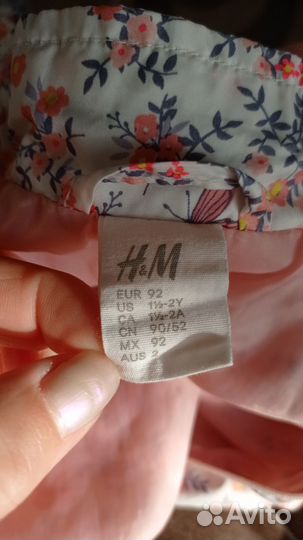 H&M
EUR 92
US 1½-2Y
CA 1½-2A
CN 90/52
MX 92
AUS 2
Avito